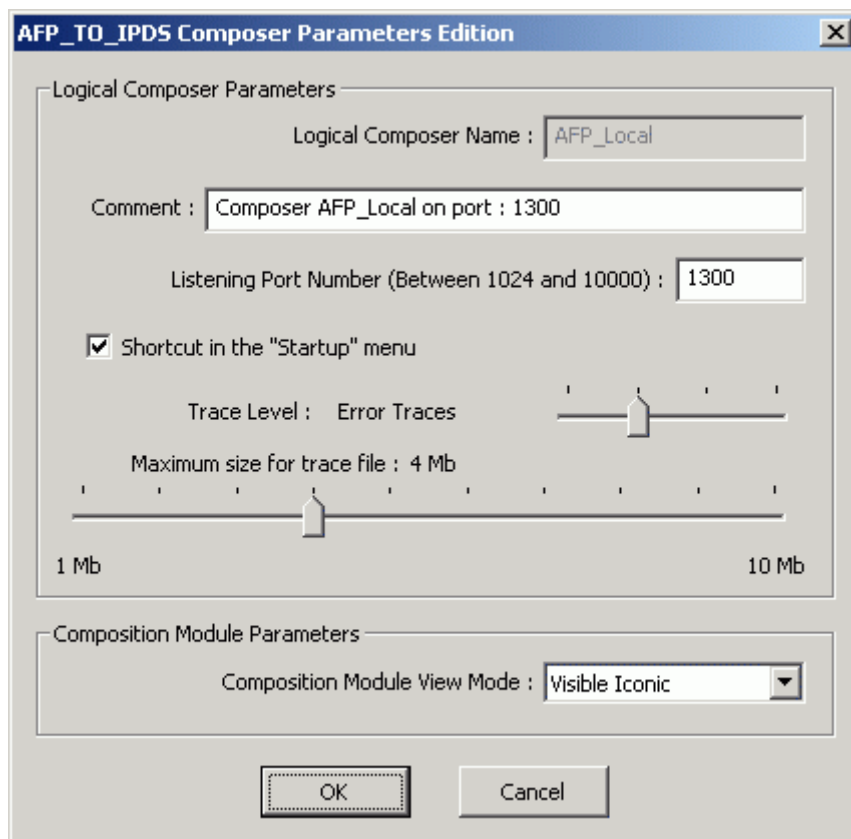 AFP_TO_IPDS Composer Parameters Edition
Logical Composer Parameters
Logical Composer Name : AFP_Local
Comment : Composer AFP_Local on port : 1300
Listening Port Number (Between 1024 and 10000) : 1300
Shortcut in the "Startup" menu
Trace Level : Error Traces
Maximum size for trace file : 4 Mb
1 Mb 10 Mb
Composition Module Parameters
Composition Module View Mode : Visible Iconic
OK Cancel